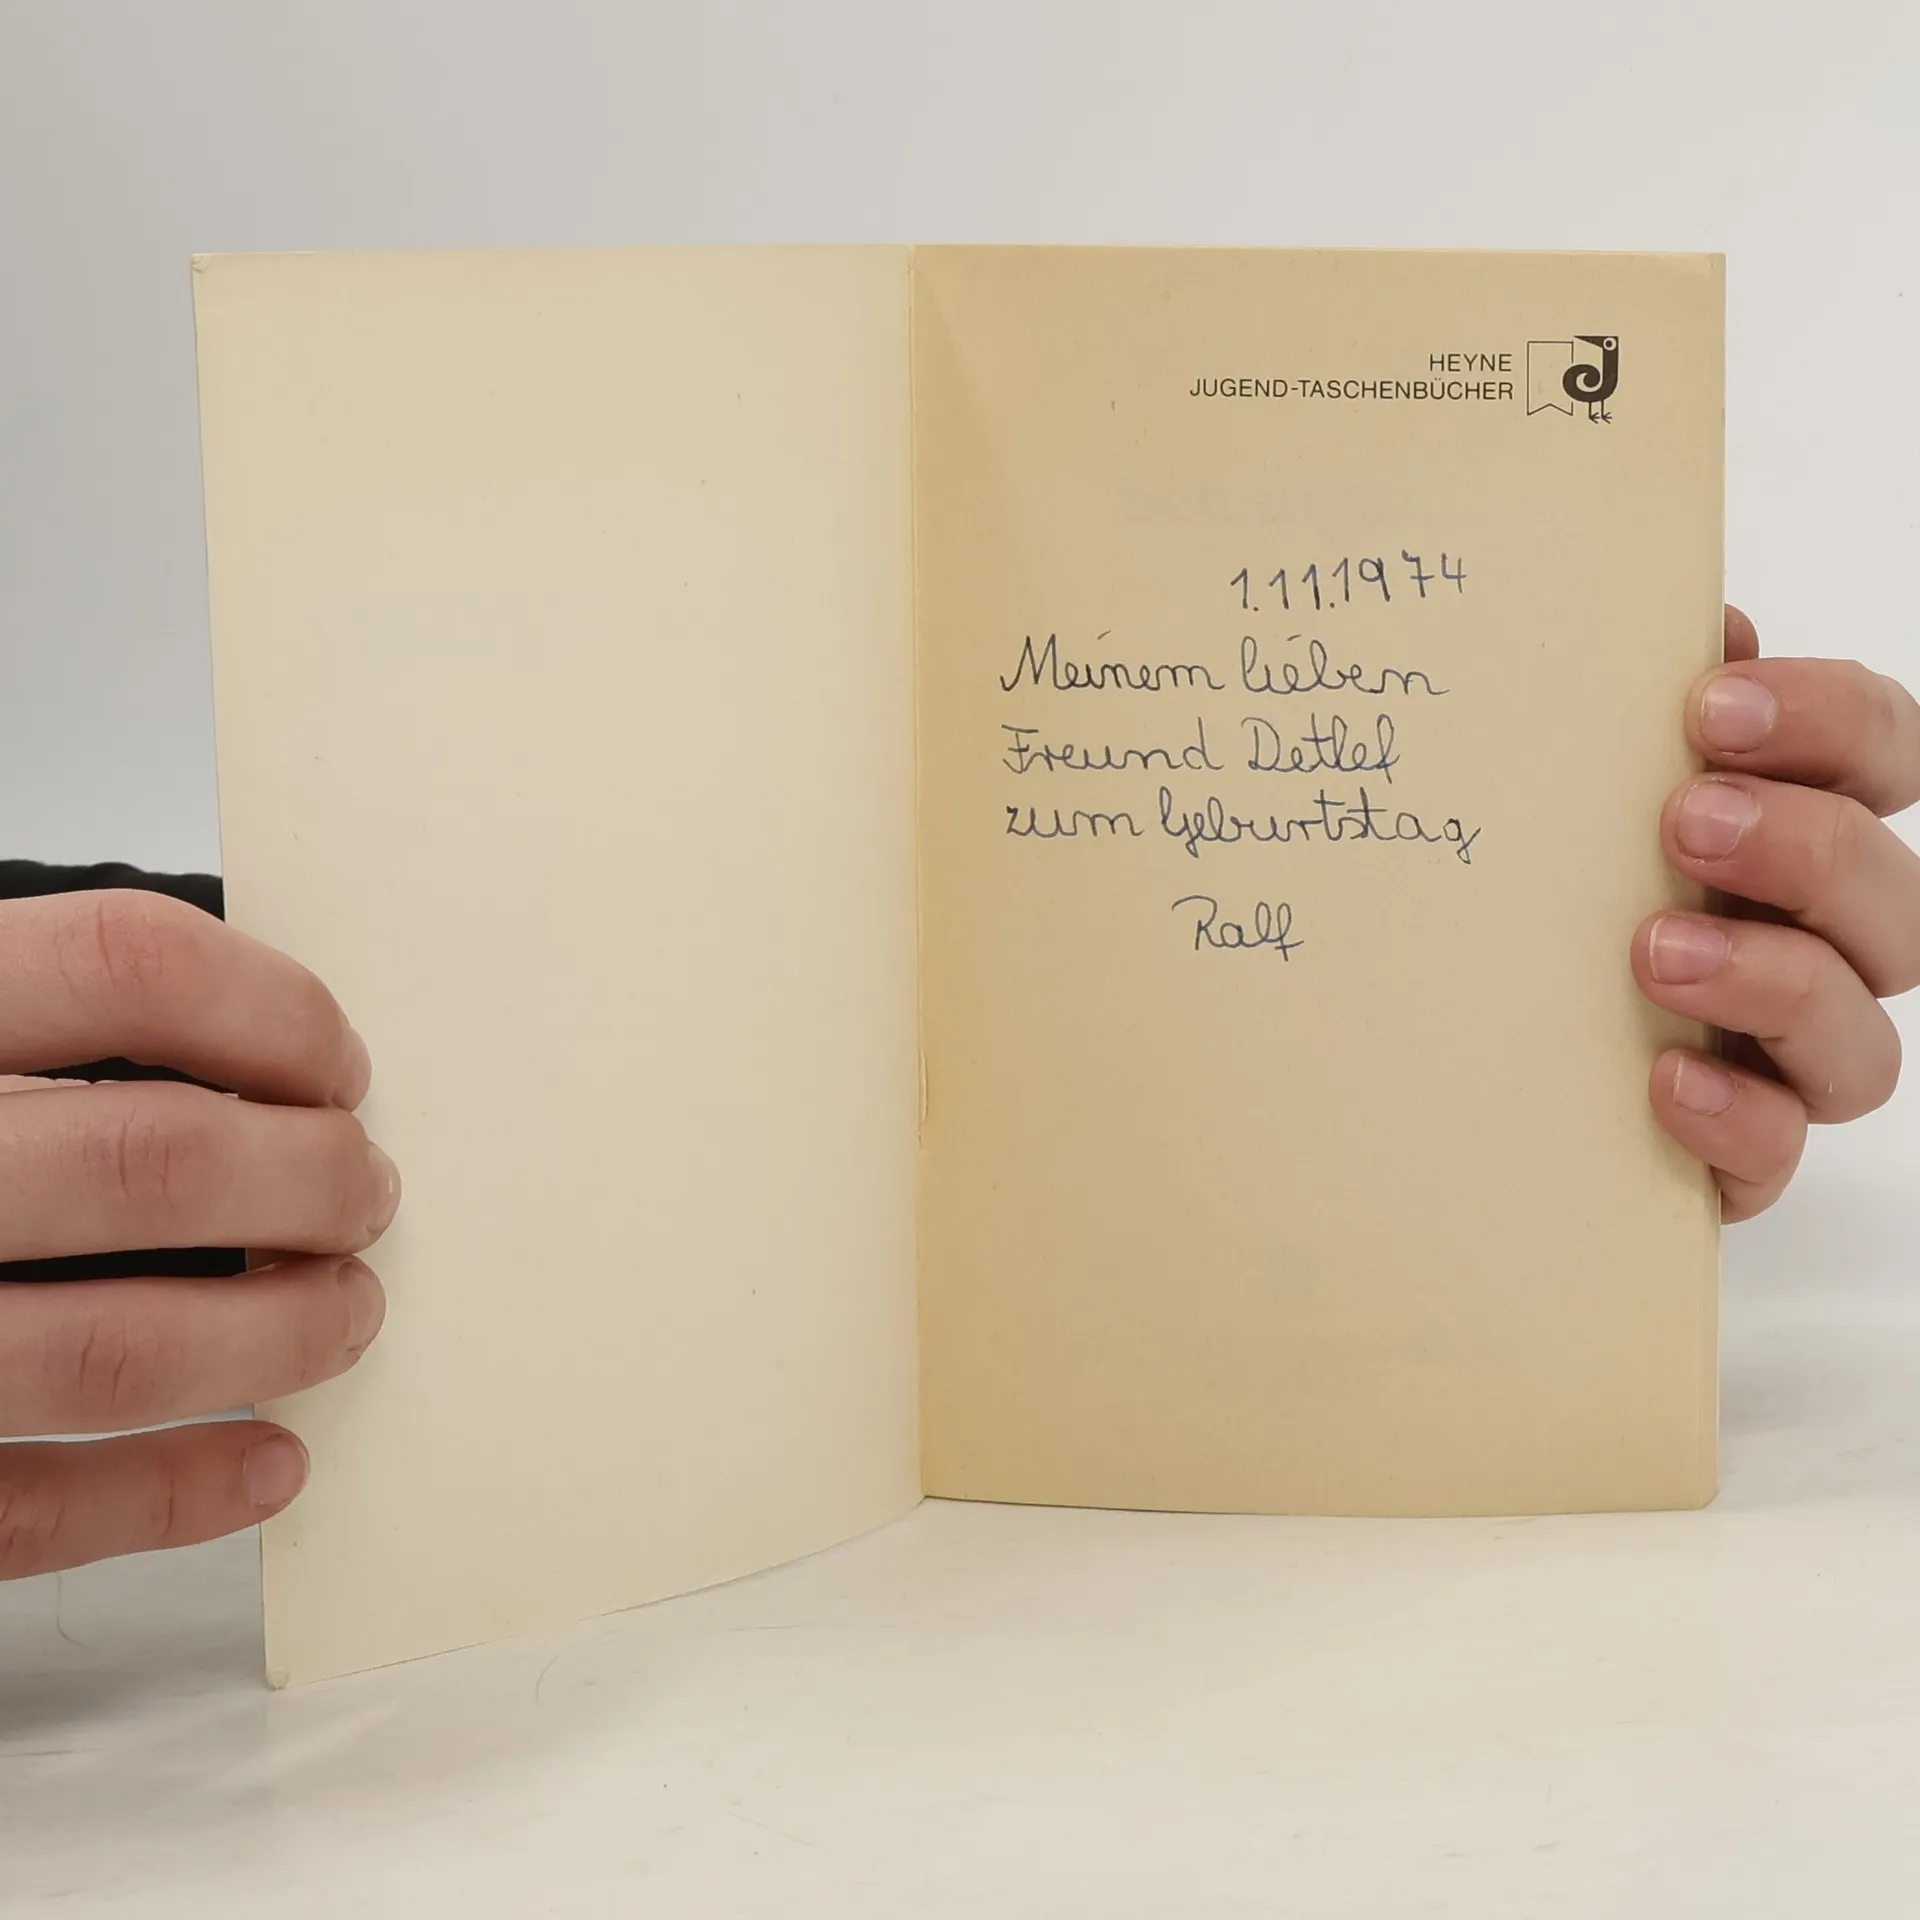 HEYNE
JUGEND-TASCHENBÜCHER
1.11.1974
Meinem lieben
Freund Detlef
zum Geburtstag
Ralf